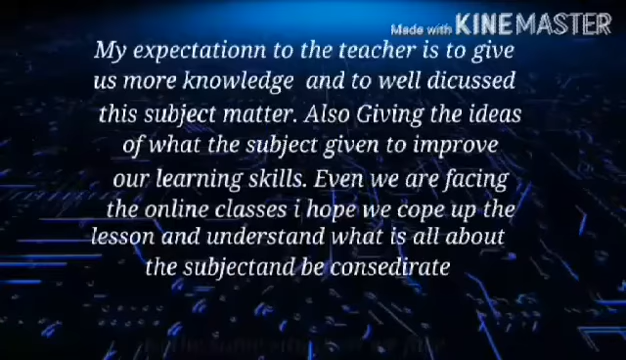 Made with KINEMASTER
My expectationn to the teacher is to give
us more knowledge and to well dicussed
this subject matter. Also Giving the ideas
of what the subject given to improve
our learning skills. Even we are facing
the online classes i hope we cope up the
lesson and understand what is all about
the subjectand be consedirate